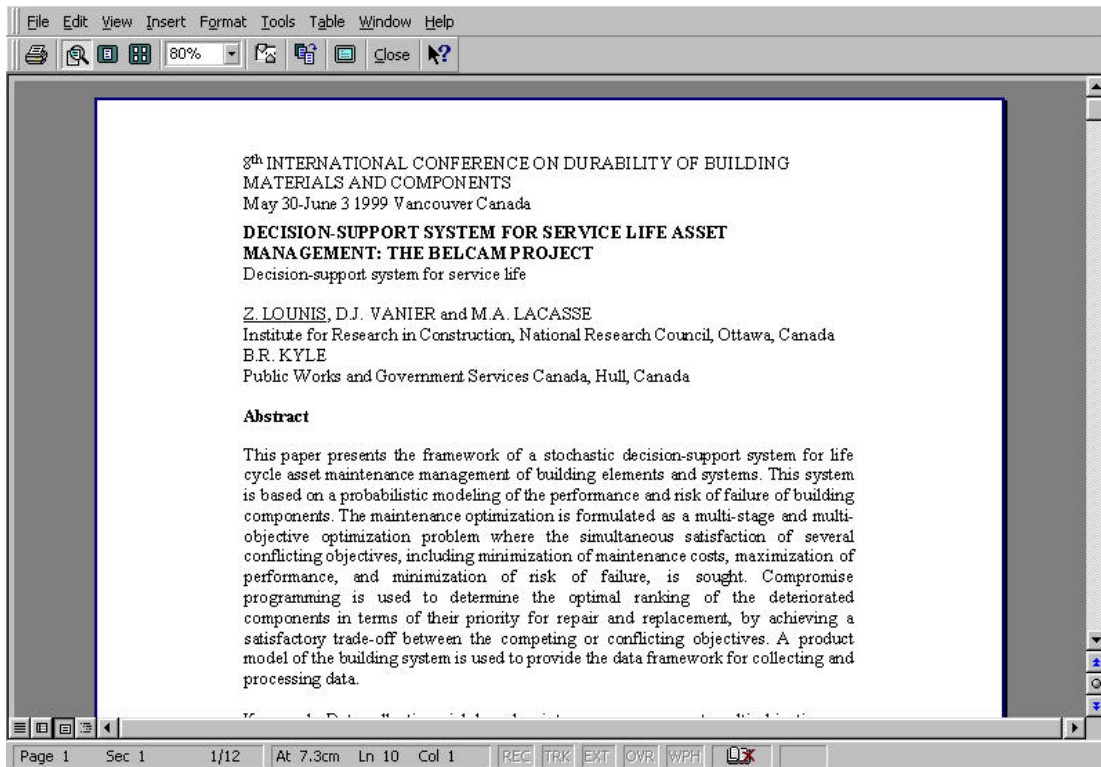 File Edit View Insert Format Tools Table Window Help
80% Close
8th INTERNATIONAL CONFERENCE ON DURABILITY OF BUILDING
MATERIALS AND COMPONENTS
May 30-June 3 1999 Vancouver Canada
DECISION-SUPPORT SYSTEM FOR SERVICE LIFE ASSET
MANAGEMENT: THE BELCAM PROJECT
Decision-support system for service life
Z. LOUNIS, D.J. VANIER and M.A. LACASSE
Institute for Research in Construction, National Research Council, Ottawa, Canada
B.R. KYLE
Public Works and Government Services Canada, Hull, Canada
Abstract
This paper presents the framework of a stochastic decision-support system for life
cycle asset maintenance management of building elements and systems. This system
is based on a probabilistic modeling of the performance and risk of failure of building
components. The maintenance optimization is formulated as a multi-stage and multi-
objective optimization problem where the simultaneous satisfaction of several
conflicting objectives, including minimization of maintenance costs, maximization of
performance, and minimization of risk of failure, is sought. Compromise
programming is used to determine the optimal ranking of the deteriorated
components in terms of their priority for repair and replacement, by achieving a
satisfactory trade-off between the competing or conflicting objectives. A product
model of the building system is used to provide the data framework for collecting and
processing data.
Page 1 Sec 1 1/12 At 7.3cm Ln 10 Col 1 REC TRK EXT OVR WPH